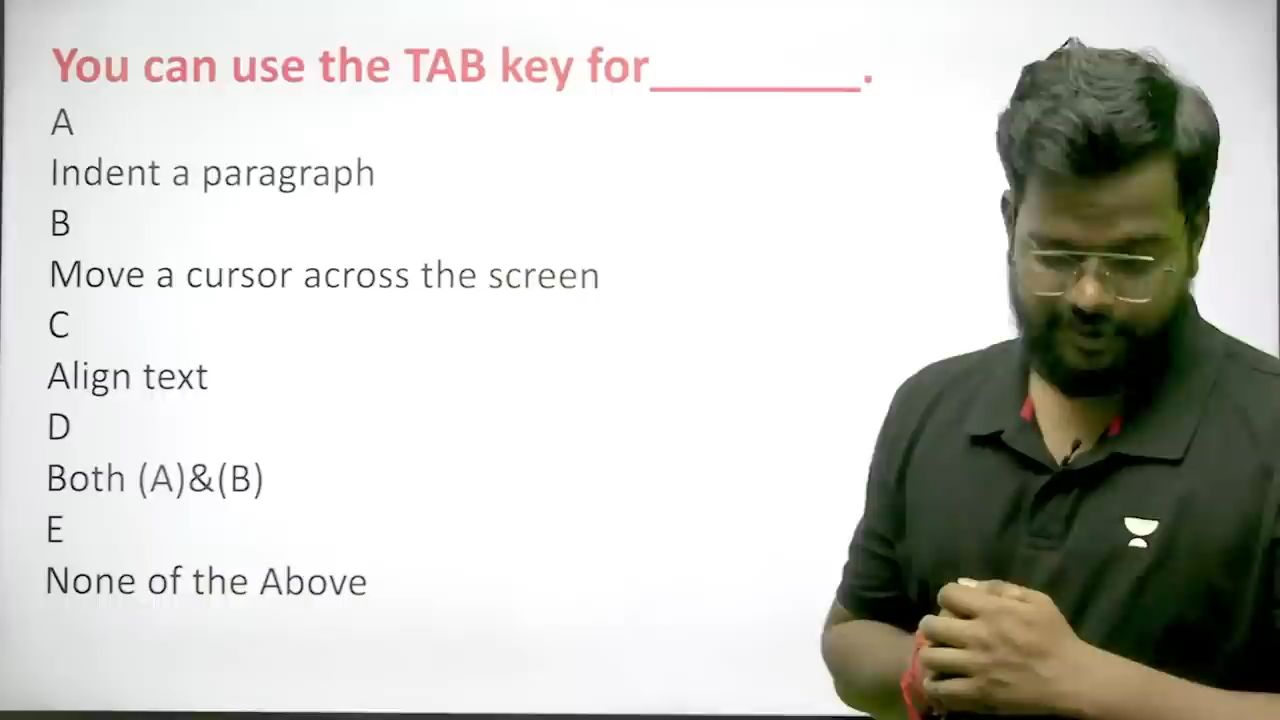 You can use the TAB key for_________.
A
Indent a paragraph
B
Move a cursor across the screen
C
Align text
D
Both (A)&(B)
E
None of the Above